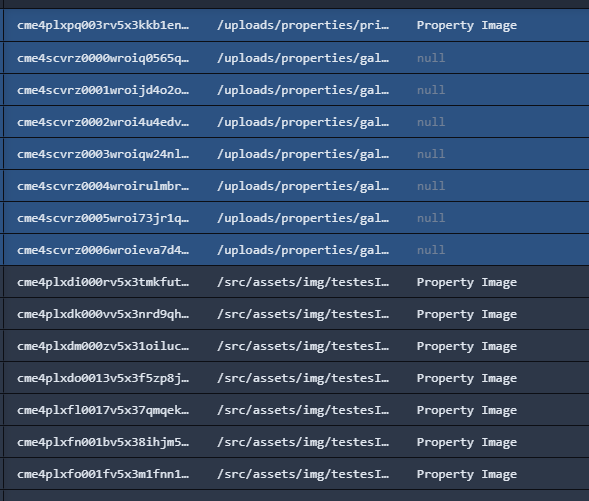 cme4plxpq003rv5x3kkb1en… /uploads/properties/pri… Property Image
cme4scvrz0000wroiq0565q… /uploads/properties/gal… null
cme4scvrz0001wroijd4o2o… /uploads/properties/gal… null
cme4scvrz0002wroi4u4edv… /uploads/properties/gal… null
cme4scvrz0003wroiqw24nl… /uploads/properties/gal… null
cme4scvrz0004wroirulmbr… /uploads/properties/gal… null
cme4scvrz0005wroi73jr1q… /uploads/properties/gal… null
cme4scvrz0006wroieva7d4… /uploads/properties/gal… null
cme4plxdi000rv5x3tmkfut… /src/assets/img/testesI… Property Image
cme4plxdk000vv5x3nrd9qh… /src/assets/img/testesI… Property Image
cme4plxdm000zv5x31oiluc… /src/assets/img/testesI… Property Image
cme4plxdo0013v5x3f5zp8j… /src/assets/img/testesI… Property Image
cme4plxfl0017v5x37qmqek… /src/assets/img/testesI… Property Image
cme4plxfn001bv5x38ihjm5… /src/assets/img/testesI… Property Image
cme4plxfo001fv5x3m1fnn1… /src/assets/img/testesI… Property Image